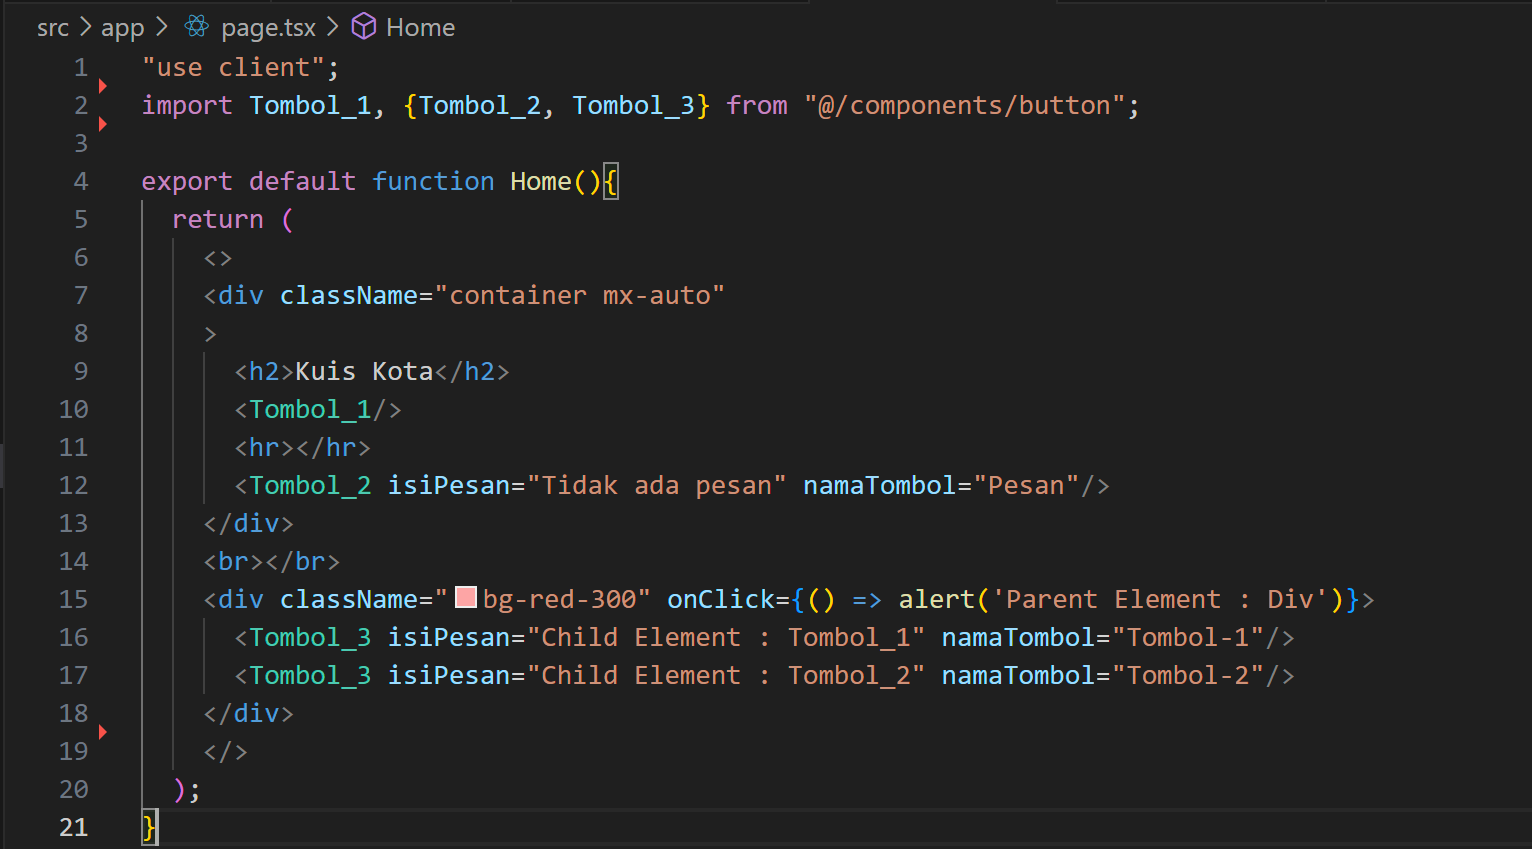 src > app > page.tsx > Home
1 "use client";
2 import Tombol_1, {Tombol_2, Tombol_3} from "@/components/button";
3
4 export default function Home(){
5   return (
6     <>
7     <div className="container mx-auto"
8     >
9       <h2>Kuis Kota</h2>
10       <Tombol_1/>
11       <hr></hr>
12       <Tombol_2 isiPesan="Tidak ada pesan" namaTombol="Pesan"/>
13     </div>
14     <br></br>
15     <div className="bg-red-300" onClick={() => alert('Parent Element : Div')}>
16       <Tombol_3 isiPesan="Child Element : Tombol_1" namaTombol="Tombol-1"/>
17       <Tombol_3 isiPesan="Child Element : Tombol_2" namaTombol="Tombol-2"/>
18     </div>
19     </>
20   );
21 }